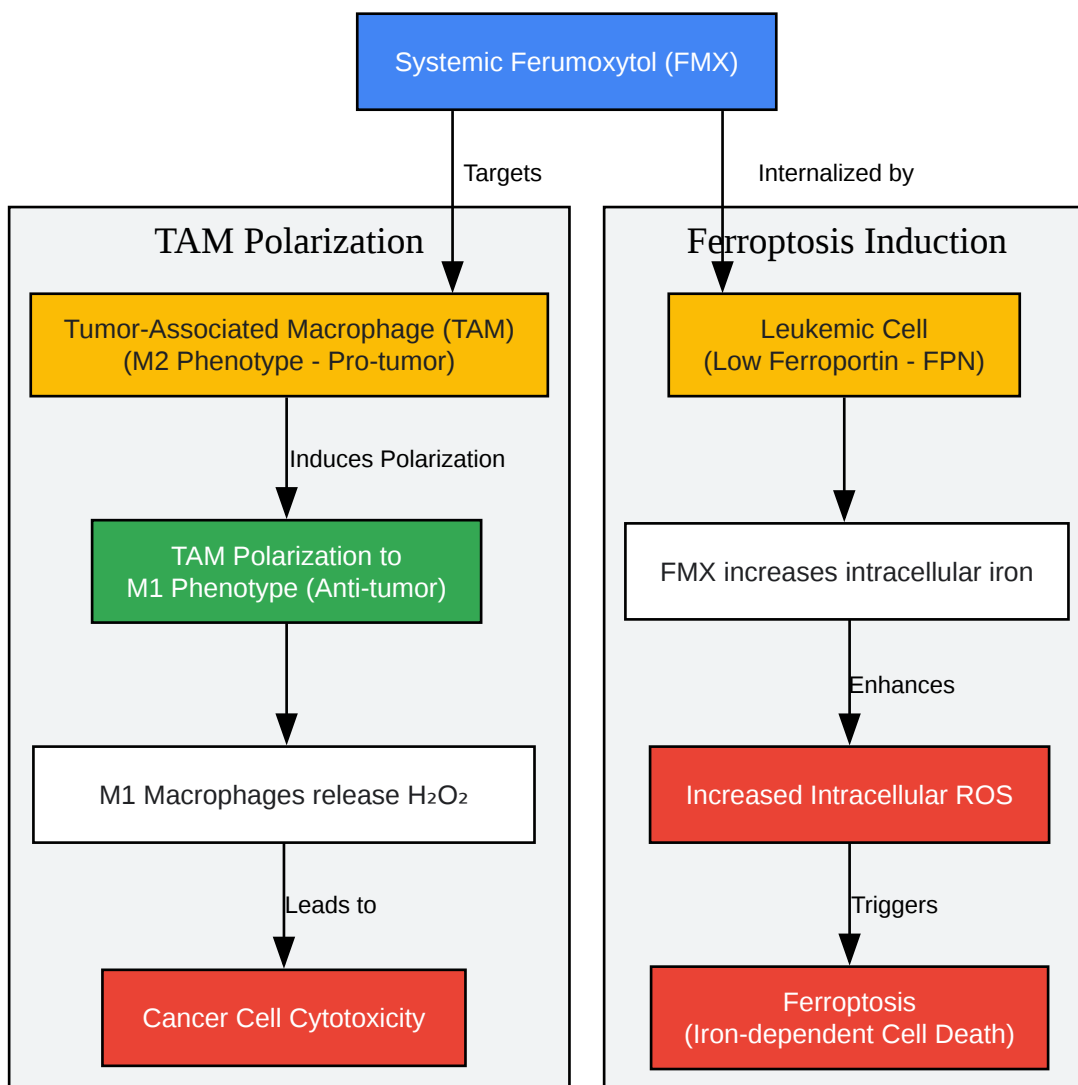 Systemic Ferumoxytol (FMX)
Targets
Internalized by
TAM Polarization
Tumor-Associated Macrophage (TAM)
(M2 Phenotype - Pro-tumor)
Induces Polarization
TAM Polarization to
M1 Phenotype (Anti-tumor)
M1 Macrophages release H₂O₂
Leads to
Cancer Cell Cytotoxicity
Ferroptosis Induction
Leukemic Cell
(Low Ferroportin - FPN)
FMX increases intracellular iron
Enhances
Increased Intracellular ROS
Triggers
Ferroptosis
(Iron-dependent Cell Death)